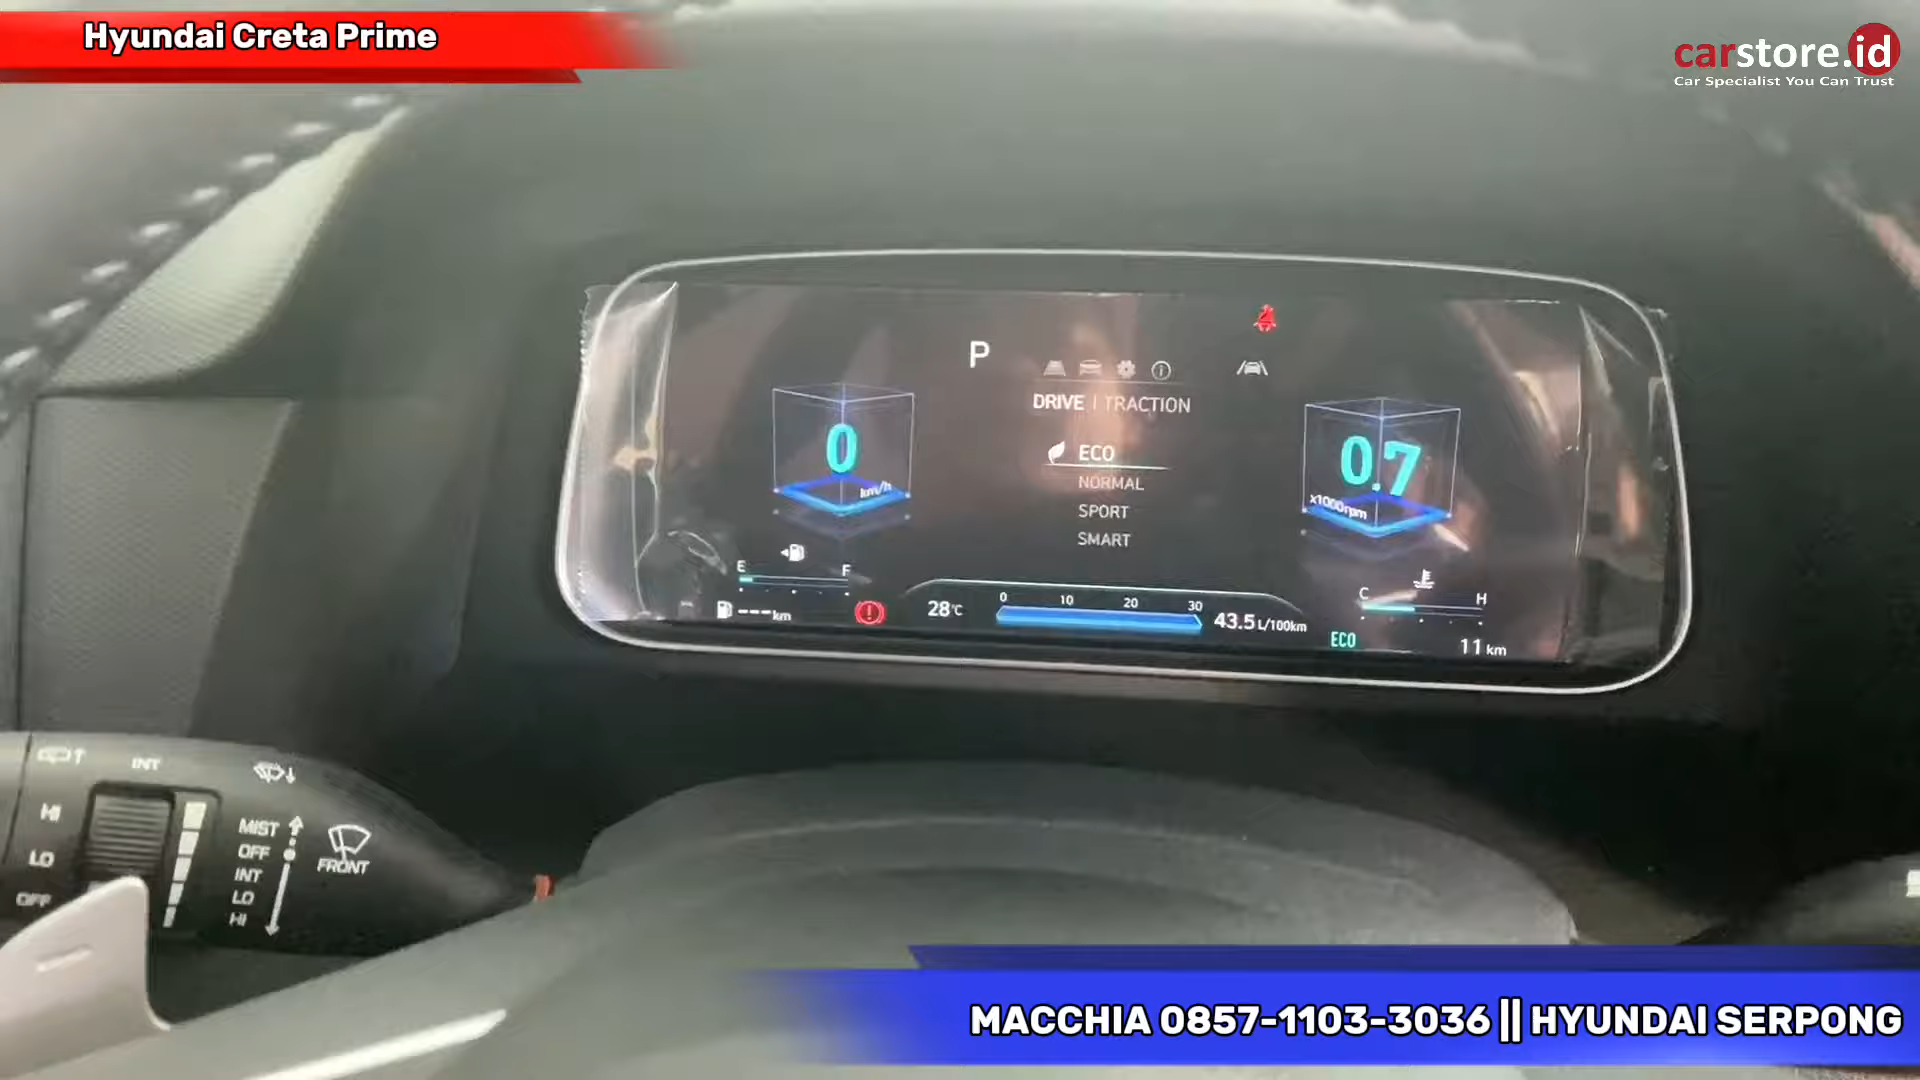 Hyundai Creta Prime
carstore.id
Car Specialist You Can Trust
P
DRIVE | TRACTION
ECO
NORMAL
SPORT
SMART
0
km/h
0.7
x1000rpm
E F
---km
28°C
0 10 20 30
43.5 L/100km
C H
ECO
11 km
INT
HI
LO
OFF
MIST
OFF
INT
LO
HI
FRONT
MACCHIA 0857-1103-3036 || HYUNDAI SERPONG